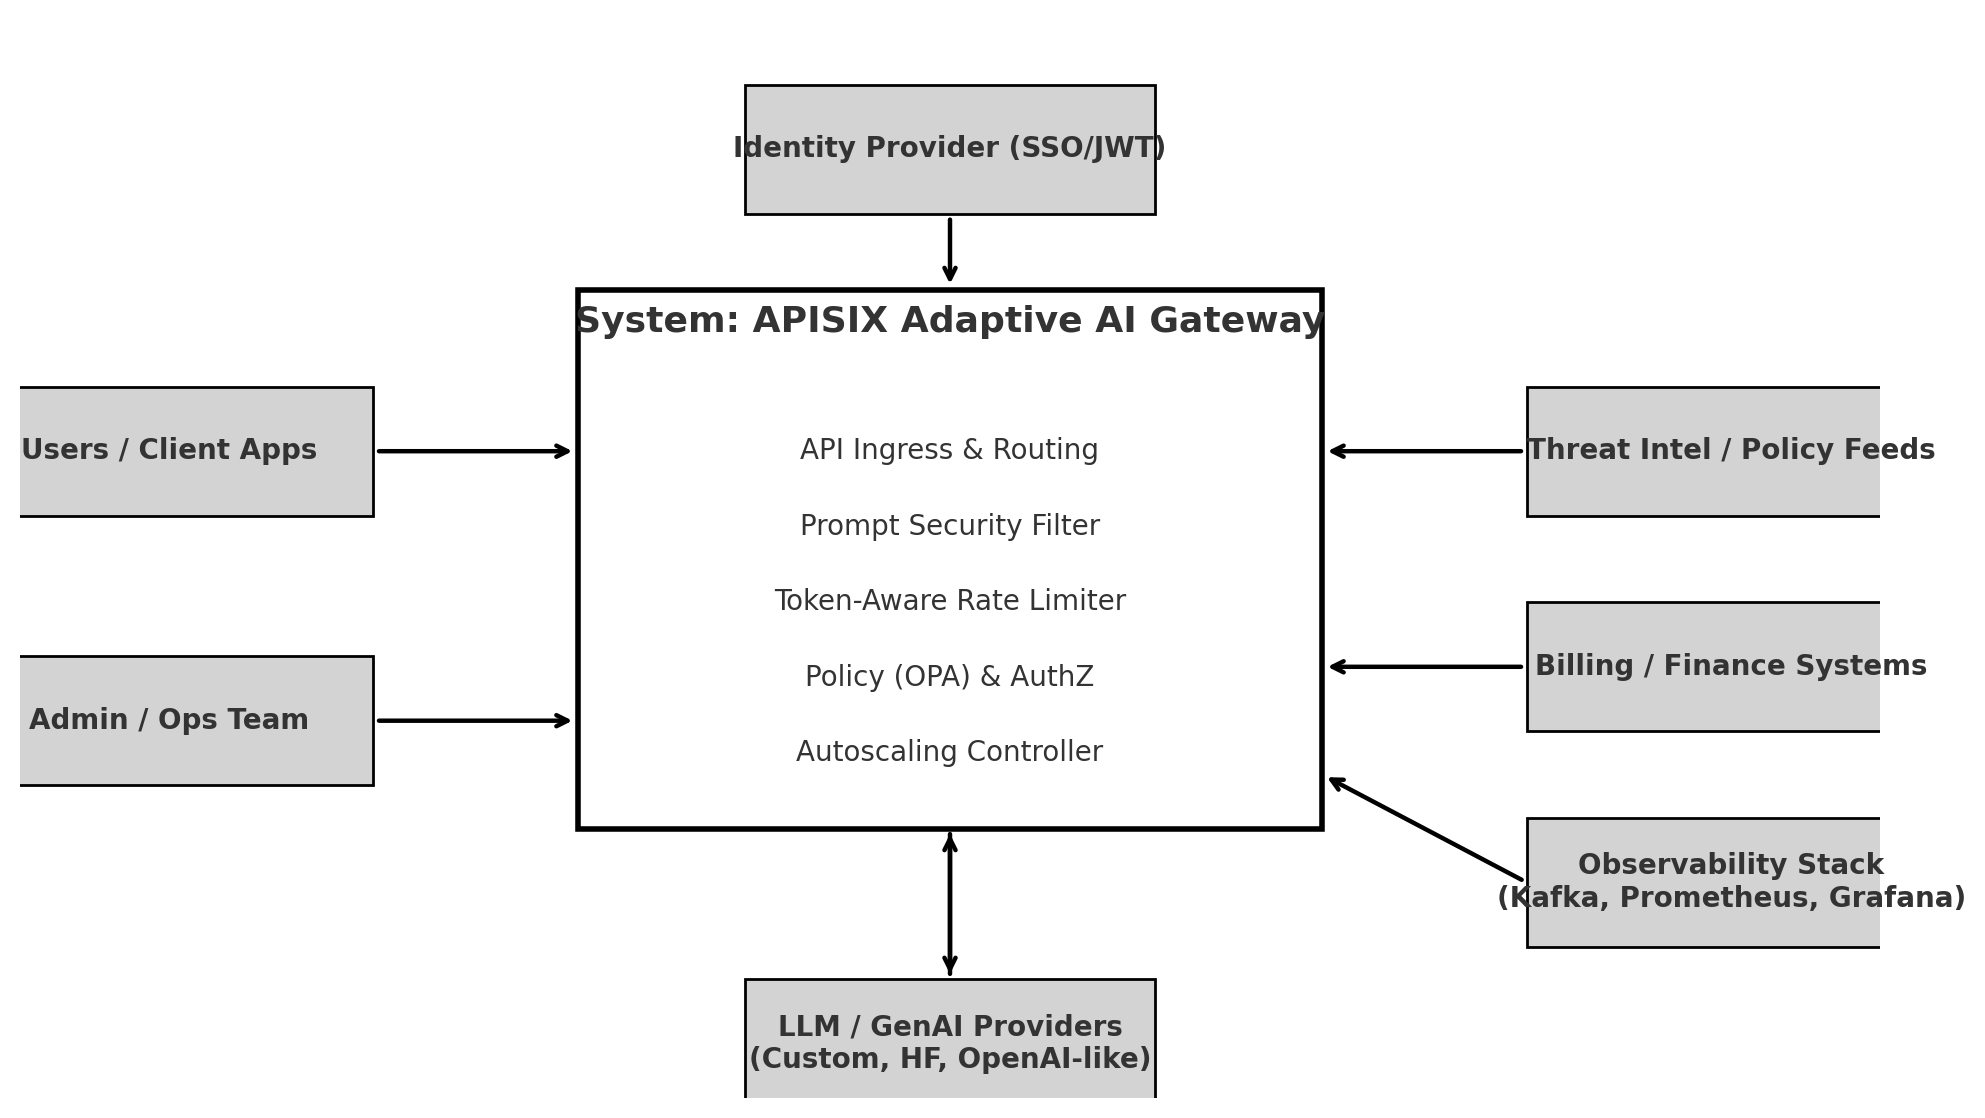 Identity Provider (SSO/JWT)
System: APISIX Adaptive AI Gateway
Users / Client Apps
API Ingress & Routing
Threat Intel / Policy Feeds
Prompt Security Filter
Token-Aware Rate Limiter
Billing / Finance Systems
Policy (OPA) & AuthZ
Admin / Ops Team
Autoscaling Controller
Observability Stack
(Kafka, Prometheus, Grafana)
LLM / GenAI Providers
(Custom, HF, OpenAI-like)